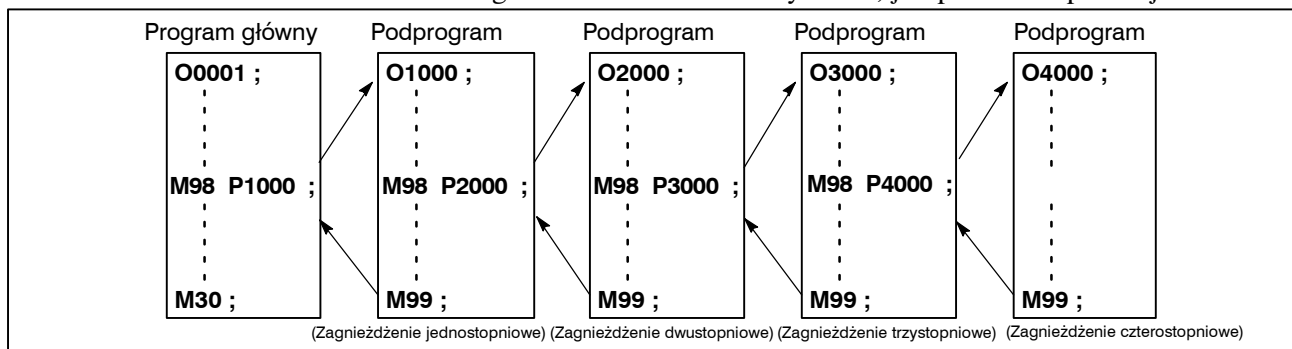 Program główny Podprogram Podprogram Podprogram Podprogram
O0001 ; O1000 ; O2000 ; O3000 ; O4000 ;
M98 P1000 ; M98 P2000 ; M98 P3000 ; M98 P4000 ;
M30 ; M99 ; M99 ; M99 ; M99 ;
(Zagnieżdżenie jednostopniowe) (Zagnieżdżenie dwustopniowe) (Zagnieżdżenie trzystopniowe) (Zagnieżdżenie czterostopniowe)